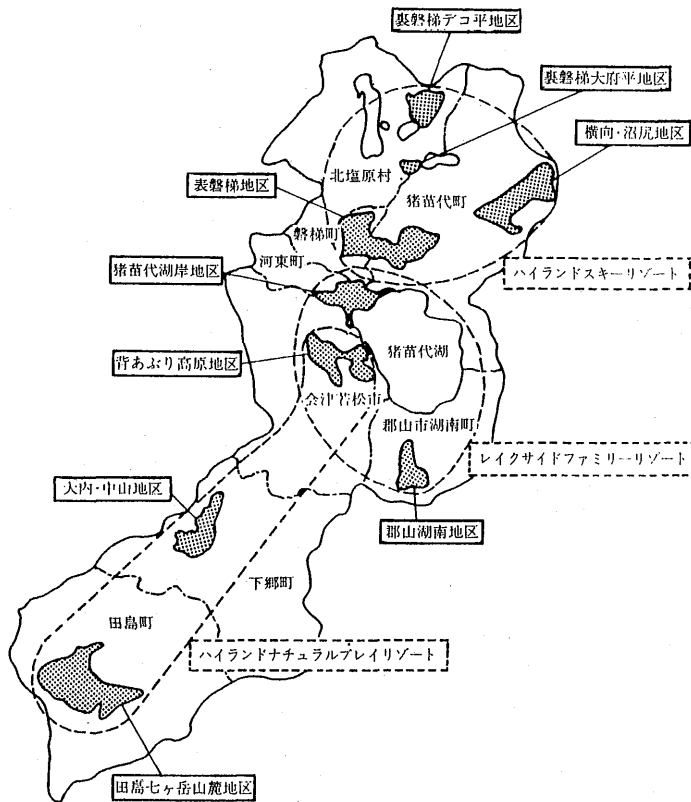 裏磐梯デコ平地区
裏磐梯大府平地区
横向・沼尻地区
北塩原村
表磐梯地区
猪苗代町
磐梯町
河東町
猪苗代湖岸地区
ハイランドスキーリゾート
猪苗代湖
背あぶり高原地区
会津若松市
郡山市湖南町
レイクサイドファミリーリゾート
大内・中山地区
郡山湖南地区
下郷町
田島町
ハイランドナチュラルプレイリゾート
田島七ヶ岳山麓地区